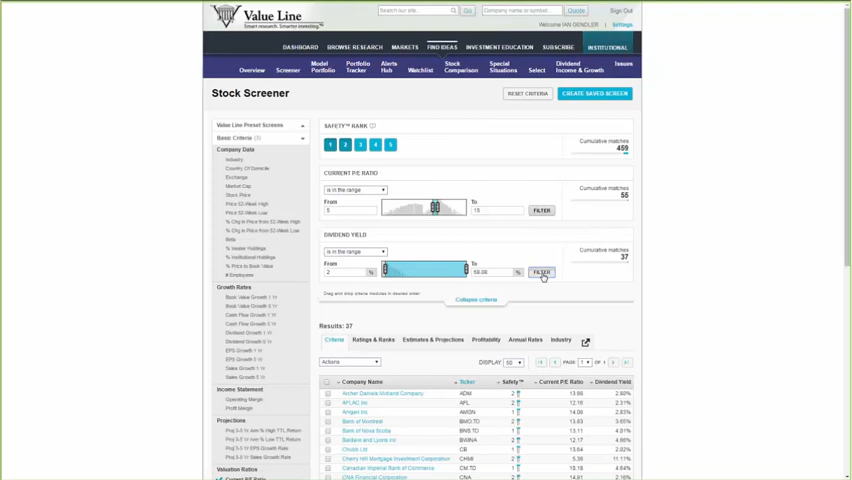 Value Line
Smart research. Smarter investing.
Search our site...
Go
Company name or symbol
Quote
Sign Out
Welcome IAN GENDLER
Settings
DASHBOARD
BROWSE RESEARCH
MARKETS
FIND IDEAS
INVESTMENT EDUCATION
SUBSCRIBE
INSTITUTIONAL
Overview
Screener
Model Portfolio
Portfolio Tracker
Alerts Hub
Watchlist
Stock Comparison
Special Situations
Select
Dividend Income & Growth
Issues
Stock Screener
RESET CRITERIA
CREATE SAVED SCREEN
Value Line Preset Screens
Basic Criteria (3)
Company Data
Industry
Country Of Domicile
Exchange
Market Cap
Stock Price
Price 52-Week High
Price 52-Week Low
% Chg in Price from 52-Week High
% Chg in Price from 52-Week Low
Beta
% Insider Holdings
% Institutional Holdings
% Price to Book Value
# Employees
Growth Rates
Book Value Growth 1 Yr
Book Value Growth 5 Yr
Cash Flow Growth 1 Yr
Cash Flow Growth 5 Yr
Dividend Growth 1 Yr
Dividend Growth 5 Yr
EPS Growth 1 Yr
EPS Growth 5 Yr
Sales Growth 1 Yr
Sales Growth 5 Yr
Income Statement
Operating Margin
Profit Margin
Projections
Proj 3-5 Yr Ann % High TTL Return
Proj 3-5 Yr Ann % Low TTL Return
Proj 3-5 Yr EPS Growth Rate
Proj 3-5 Yr Sales Growth Rate
Valuation Ratios
Current P/E Ratio
SAFETY™ RANK
1 2 3 4 5
Cumulative matches
459
CURRENT P/E RATIO
is in the range
From
5
To
15
FILTER
Cumulative matches
55
DIVIDEND YIELD
is in the range
From
2 %
To
%
FILTER
Cumulative matches
37
Drag and drop criteria modules in desired order.
Collapse criteria
Results: 37
Criteria
Ratings & Ranks
Estimates & Projections
Profitability
Annual Rates
Industry
Actions
DISPLAY: 50
PAGE 1 OF 1
Company Name Ticker Safety™ Current P/E Ratio Dividend Yield
Archer Daniels Midland Company ADM 2 13.86 2.80%
AFLAC Inc AFL 2 12.16 2.31%
Amgen Inc AMGN 1 14.08 2.83%
Bank of Montreal BMO.TO 2 13.83 3.65%
Bank of Nova Scotia BNS.TO 1 13.11 4.01%
Baldwin and Lyons Inc BWINA 2 12.17 4.66%
Chubb Ltd CB 1 13.64
Cherry Hill Mortgage Investment Corporation CHMI 3 5.36 11.11%
Canadian Imperial Bank of Commerce CM.TO 2
CNA Financial Corporation CNA